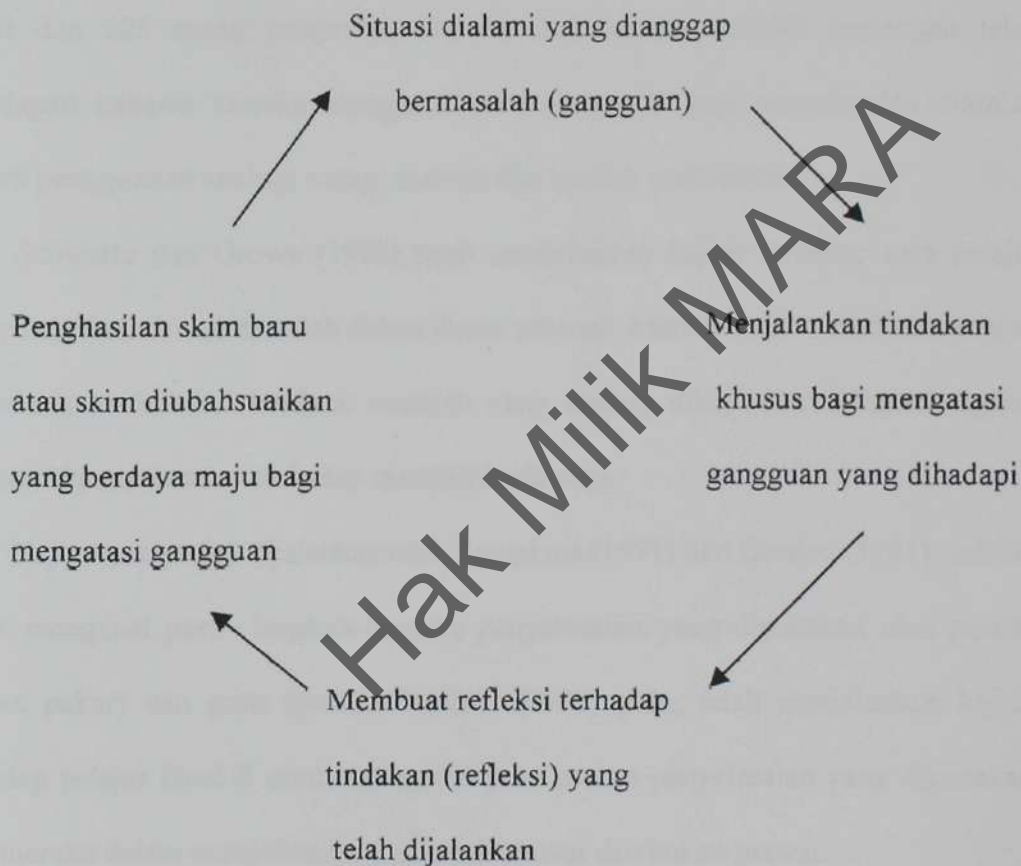 Situasi dialami yang dianggap
bermasalah (gangguan)
Penghasilan skim baru
atau skim diubahsuaikan
yang berdaya maju bagi
mengatasi gangguan
Menjalankan tindakan
khusus bagi mengatasi
gangguan yang dihadapi
Membuat refleksi terhadap
tindakan (refleksi) yang
telah dijalankan
Hak Milik MARA